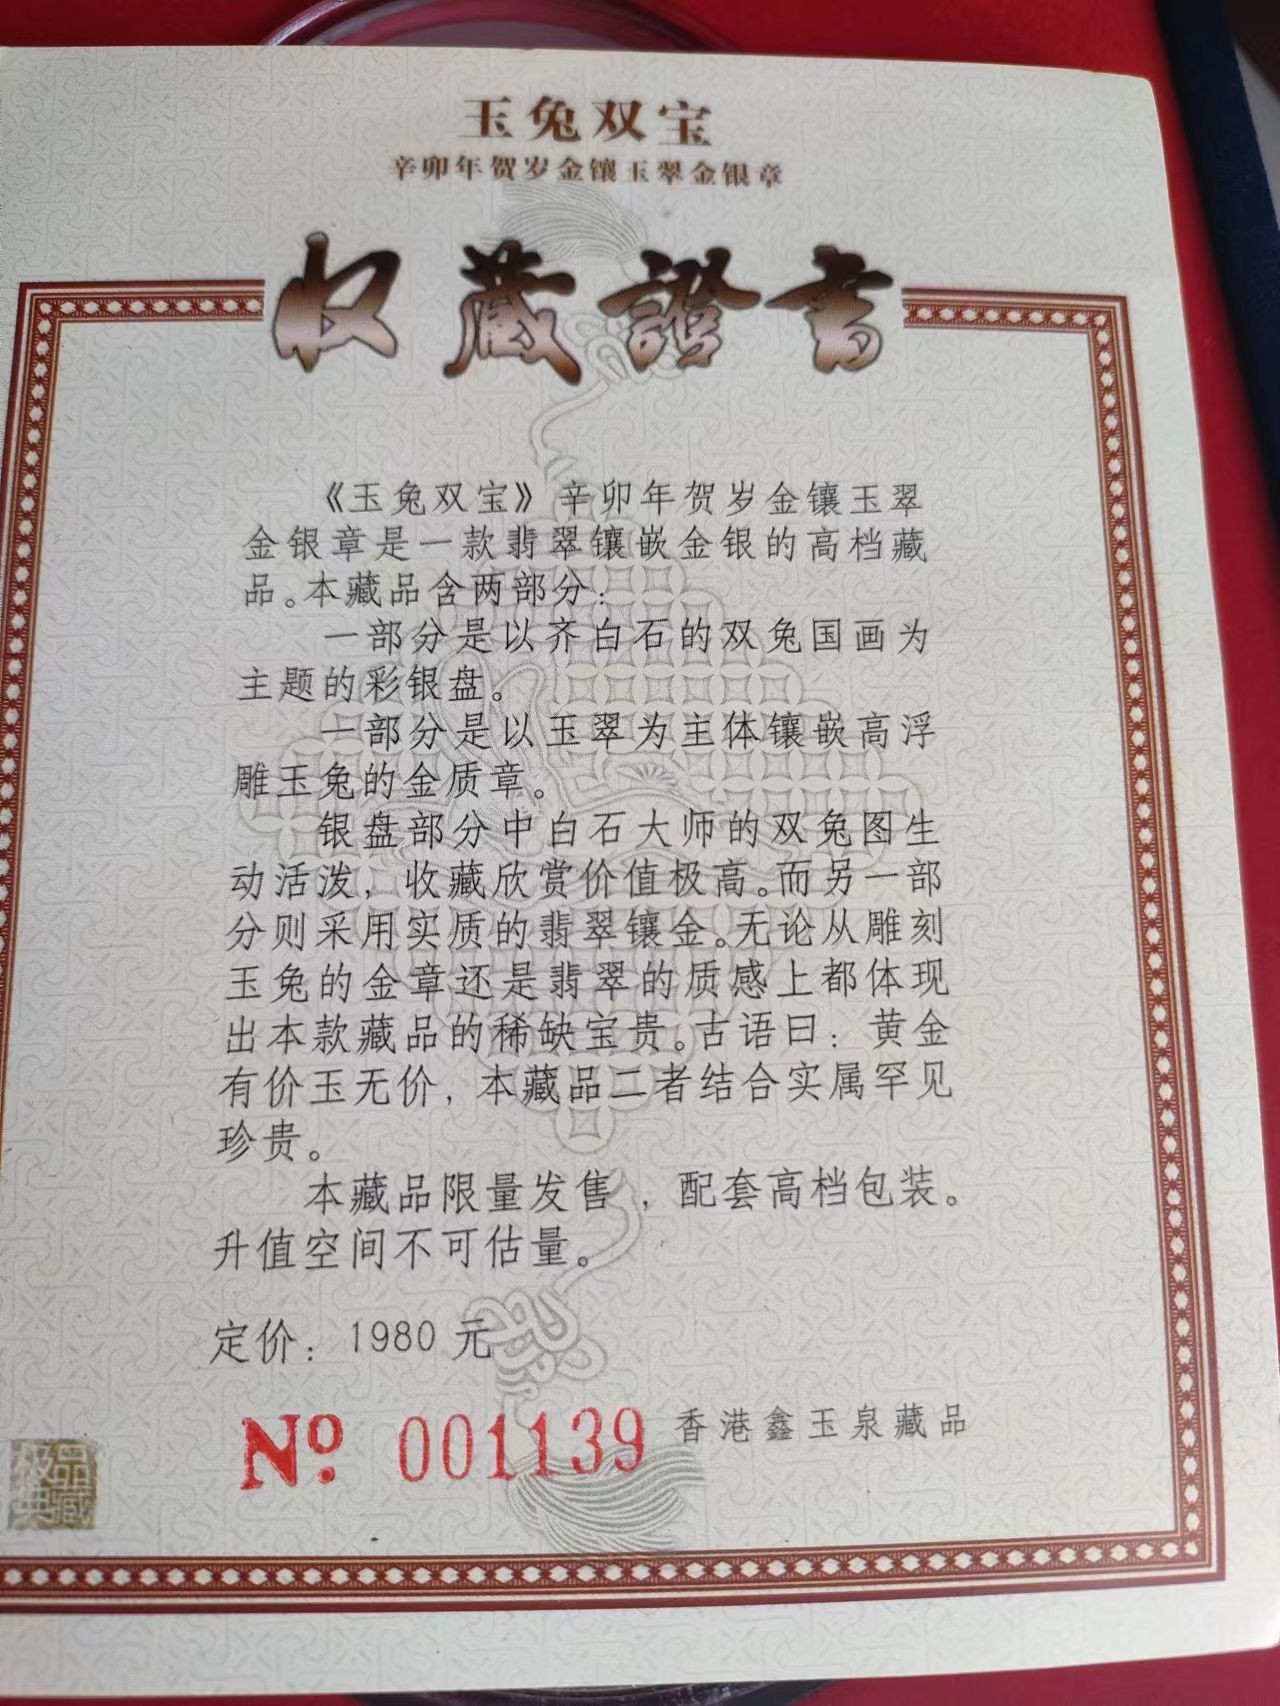 玉兔双宝
辛卯年贺岁金镶玉翠金银章
收藏證書
《玉兔双宝》辛卯年贺岁金镶玉翠
金银章是一款翡翠镶嵌金银的高档藏
品。本藏品含两部分：
一部分是以齐白石的双兔国画为
主题的彩银盘。
一部分是以玉翠为主体镶嵌高浮
雕玉兔的金质章。
银盘部分中白石大师的双兔图生
动活泼，收藏欣赏价值极高。而另一部
分则采用实质的翡翠镶金。无论从雕刻
玉兔的金章还是翡翠的质感上都体现
出本款藏品的稀缺宝贵。古语曰：黄金
有价玉无价，本藏品二者结合实属罕见
珍贵。
本藏品限量发售，配套高档包装。
升值空间不可估量。
定价：1980 元
№ 001139 香港鑫玉泉藏品
极品
典藏